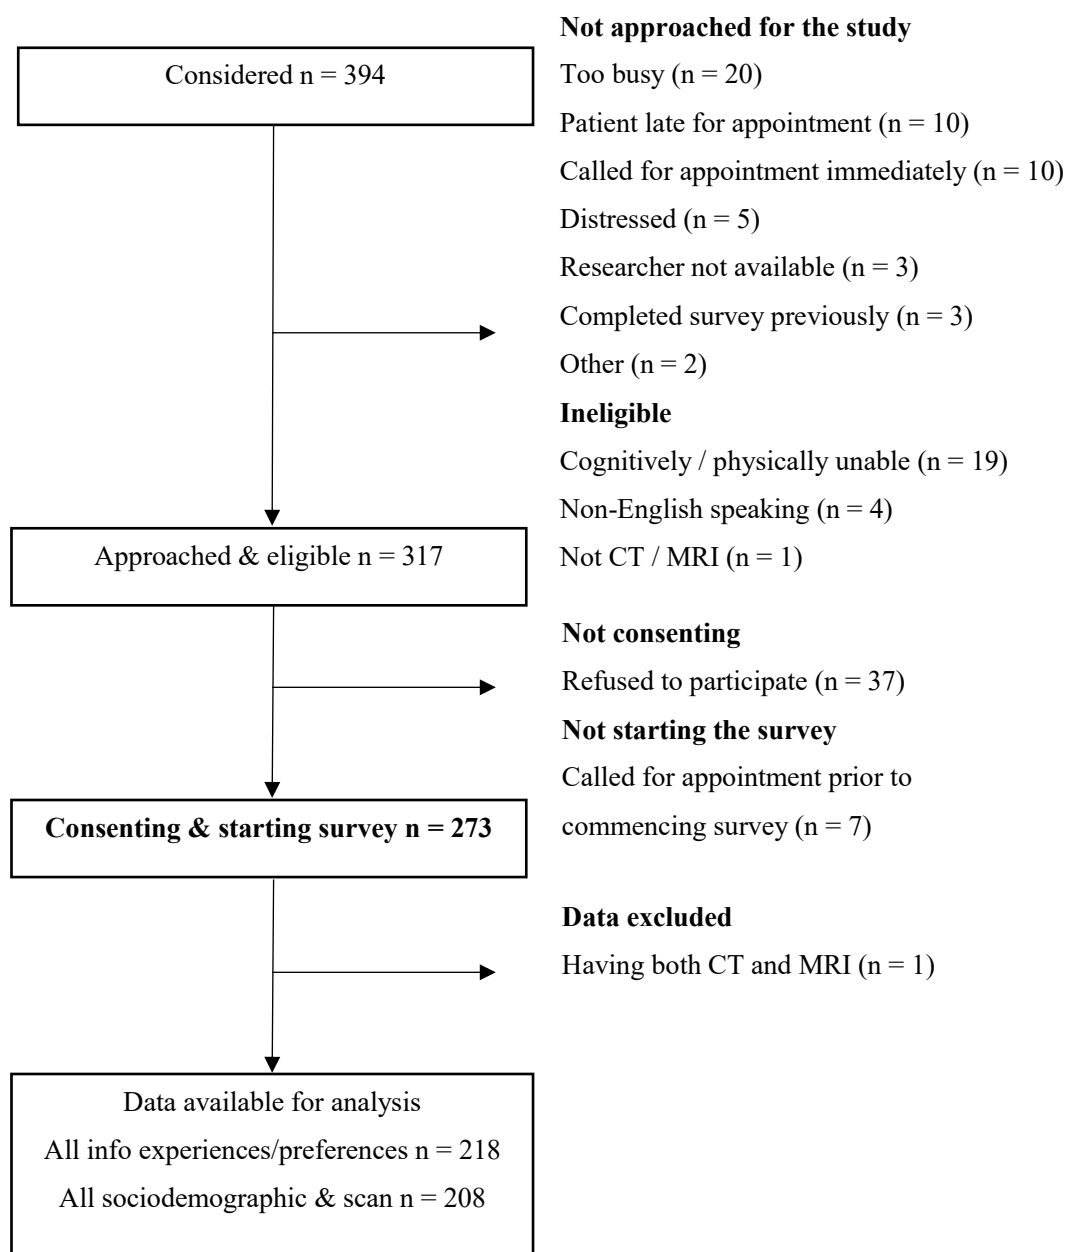 Considered n = 394
Not approached for the study
Too busy (n = 20)
Patient late for appointment (n = 10)
Called for appointment immediately (n = 10)
Distressed (n = 5)
Researcher not available (n = 3)
Completed survey previously (n = 3)
Other (n = 2)
Ineligible
Cognitively / physically unable (n = 19)
Non-English speaking (n = 4)
Not CT / MRI (n = 1)
Approached & eligible n = 317
Not consenting
Refused to participate (n = 37)
Not starting the survey
Called for appointment prior to
commencing survey (n = 7)
Consenting & starting survey n = 273
Data excluded
Having both CT and MRI (n = 1)
Data available for analysis
All info experiences/preferences n = 218
All sociodemographic & scan n = 208